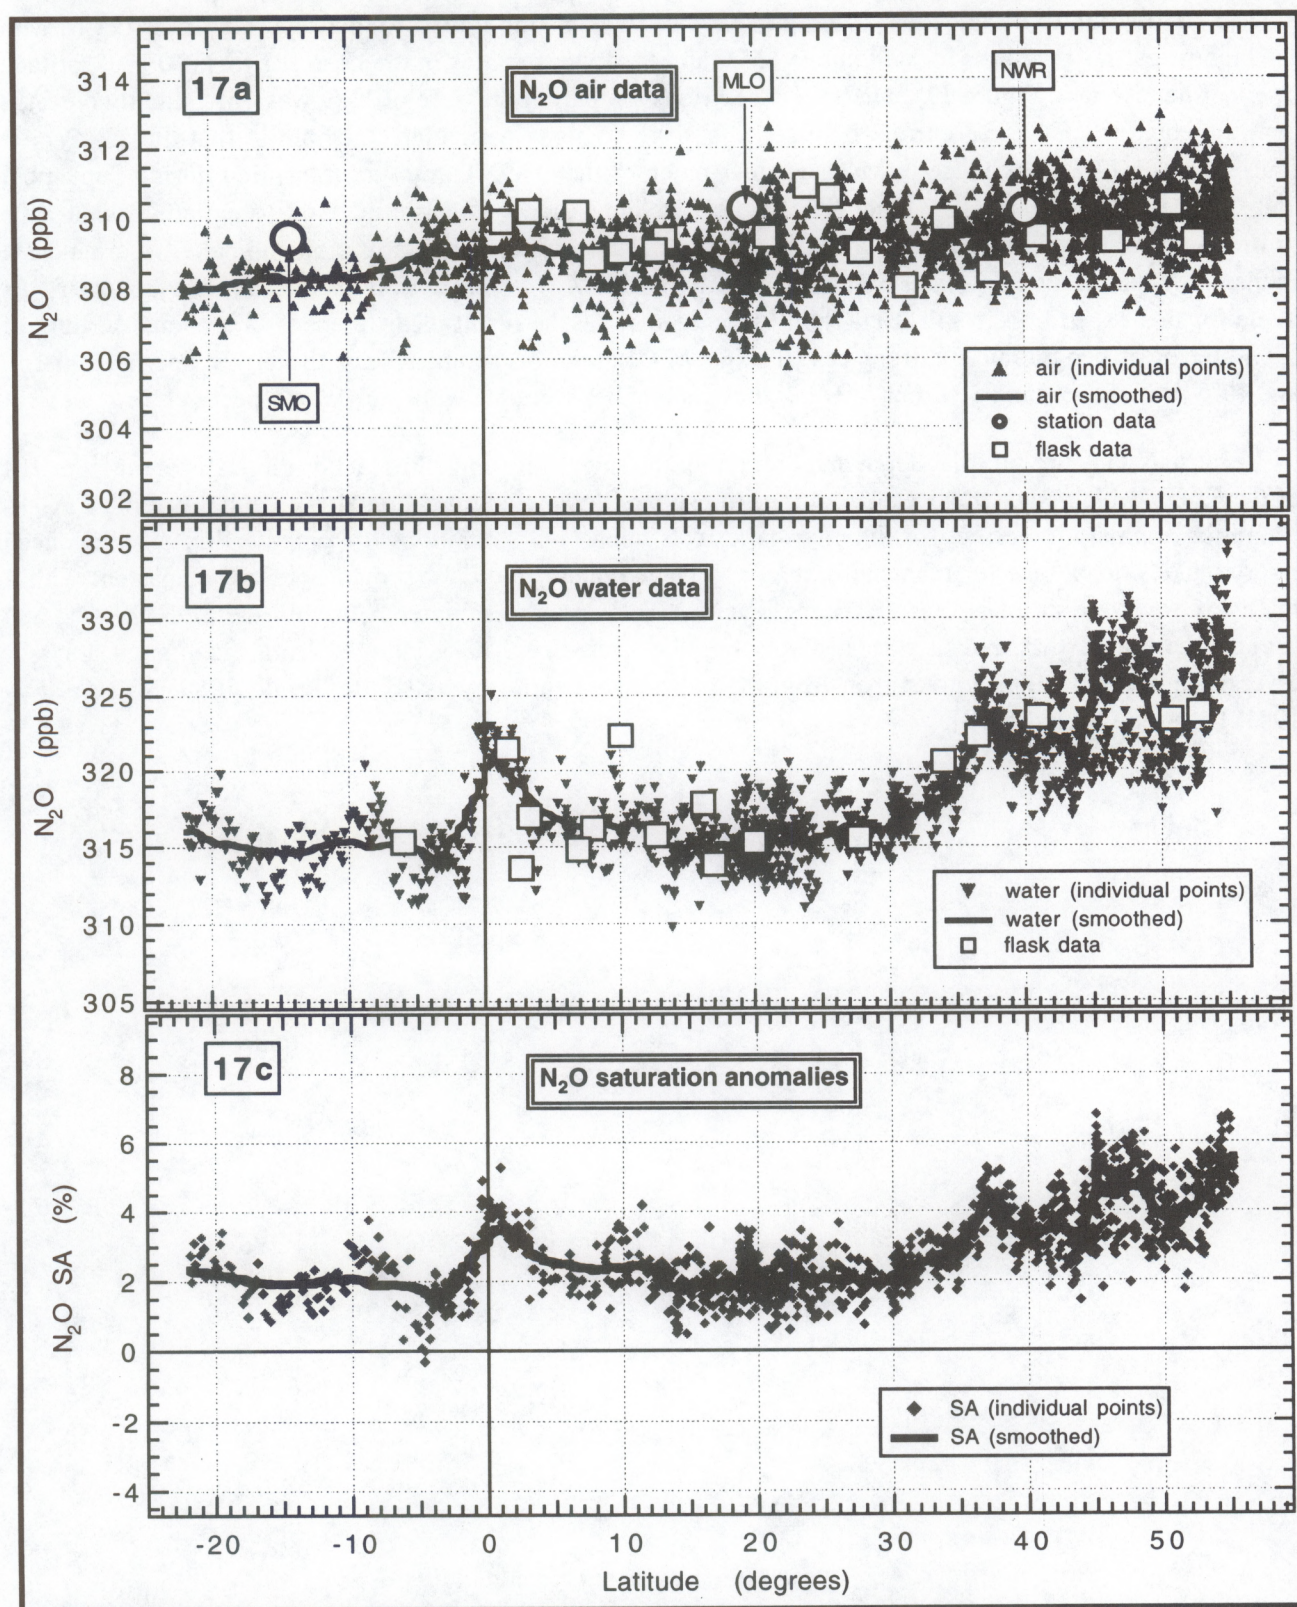 17a
N₂O air data
MLO
NWR
SMO
N₂O (ppb)
314
312
310
308
306
304
302
air (individual points)
air (smoothed)
station data
flask data
17b
N₂O water data
N₂O (ppb)
335
330
325
320
315
310
305
water (individual points)
water (smoothed)
flask data
17c
N₂O saturation anomalies
N₂O SA (%)
8
6
4
2
0
-2
-4
SA (individual points)
SA (smoothed)
-20 -10 0 10 20 30 40 50
Latitude (degrees)